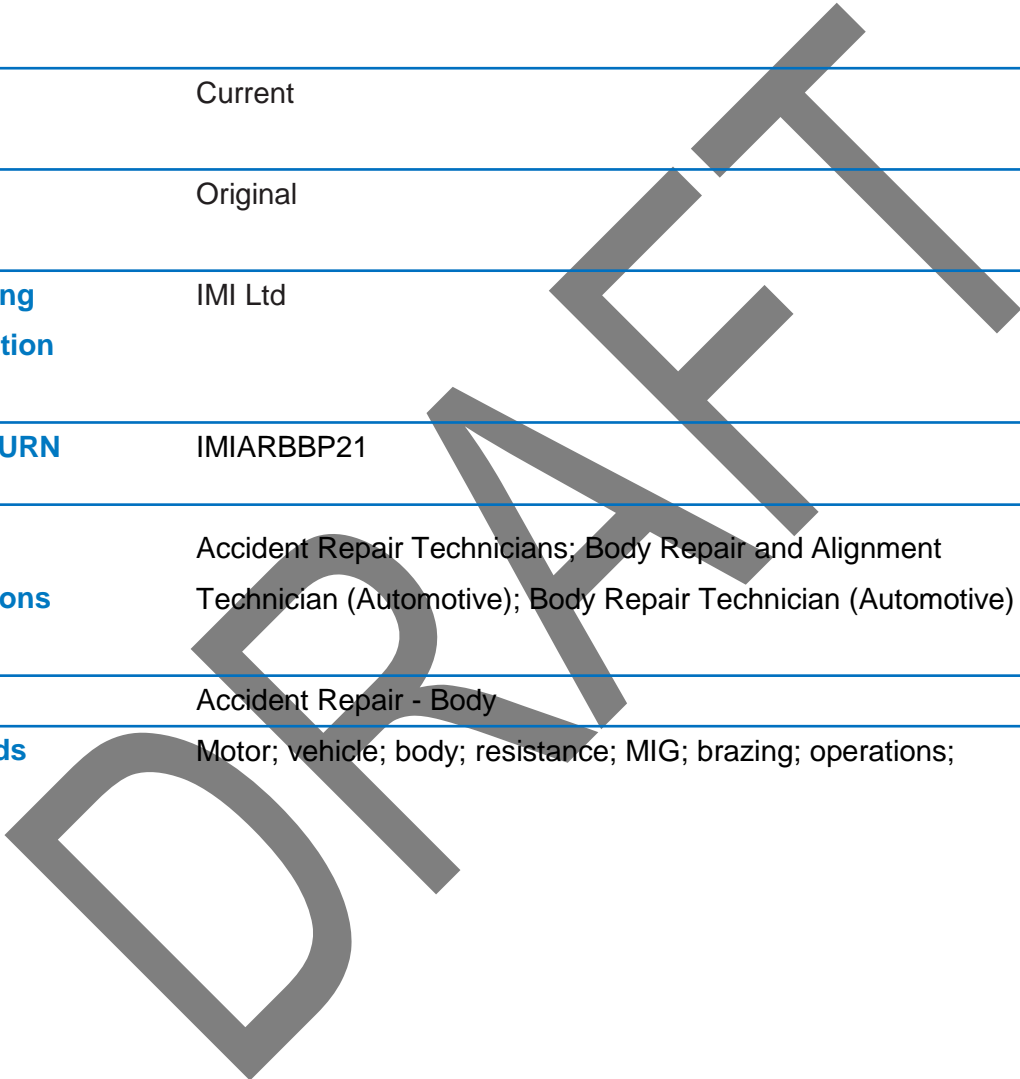 Current
Original
ng IMI Ltd
tion
URN IMIARBBP21
Accident Repair Technicians; Body Repair and Alignment
ons Technician (Automotive); Body Repair Technician (Automotive)
Accident Repair - Body
ds Motor; vehicle; body; resistance; MIG; brazing; operations;
DRAFT